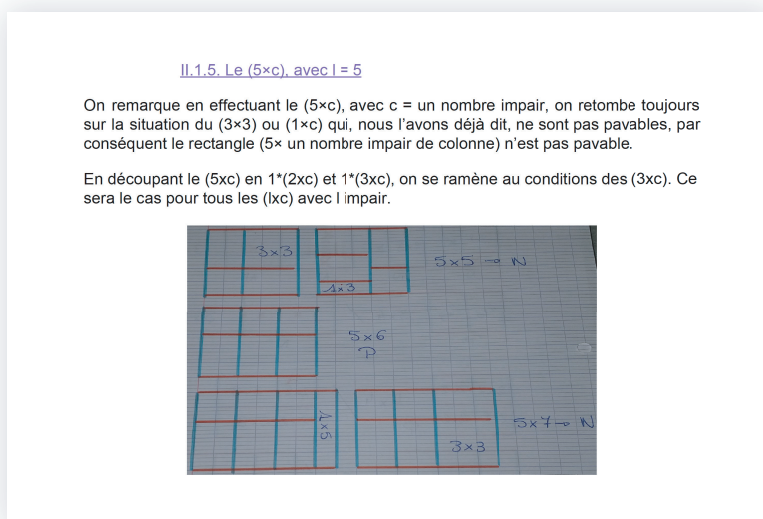 II.1.5. Le (5×c), avec l = 5
On remarque en effectuant le (5×c), avec c = un nombre impair, on retombe toujours
sur la situation du (3×3) ou (1×c) qui, nous l'avons déjà dit, ne sont pas pavables, par
conséquent le rectangle (5× un nombre impair de colonne) n'est pas pavable.
En découpant le (5xc) en 1*(2xc) et 1*(3xc), on se ramène au conditions des (3xc). Ce
sera le cas pour tous les (lxc) avec l impair.
3×3
1×3
5×5 → N
5×6
P
1×5
3×3
5×7 → N